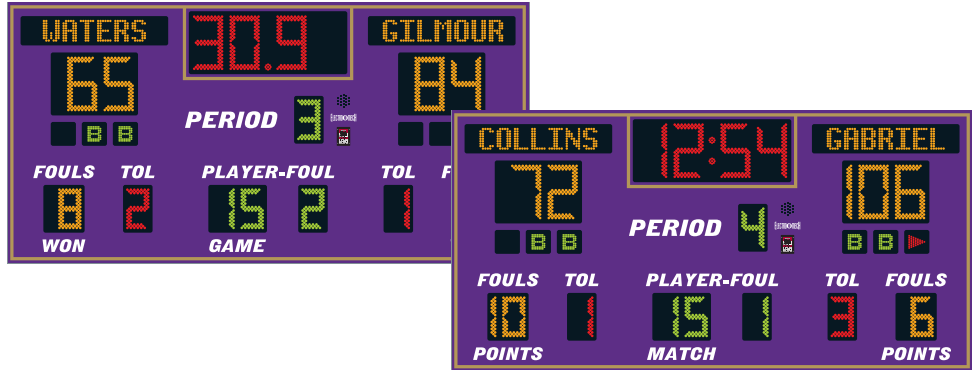 WATERS 30.9 GILMOUR
65 84
PERIOD 3
B B
FOULS TOL PLAYER-FOUL TOL F
8 2 15 2 1
WON GAME
COLLINS 12:54 GABRIEL
72 106
PERIOD 4
B B B B
FOULS TOL PLAYER-FOUL TOL FOULS
10 1 15 1 3 6
POINTS MATCH POINTS